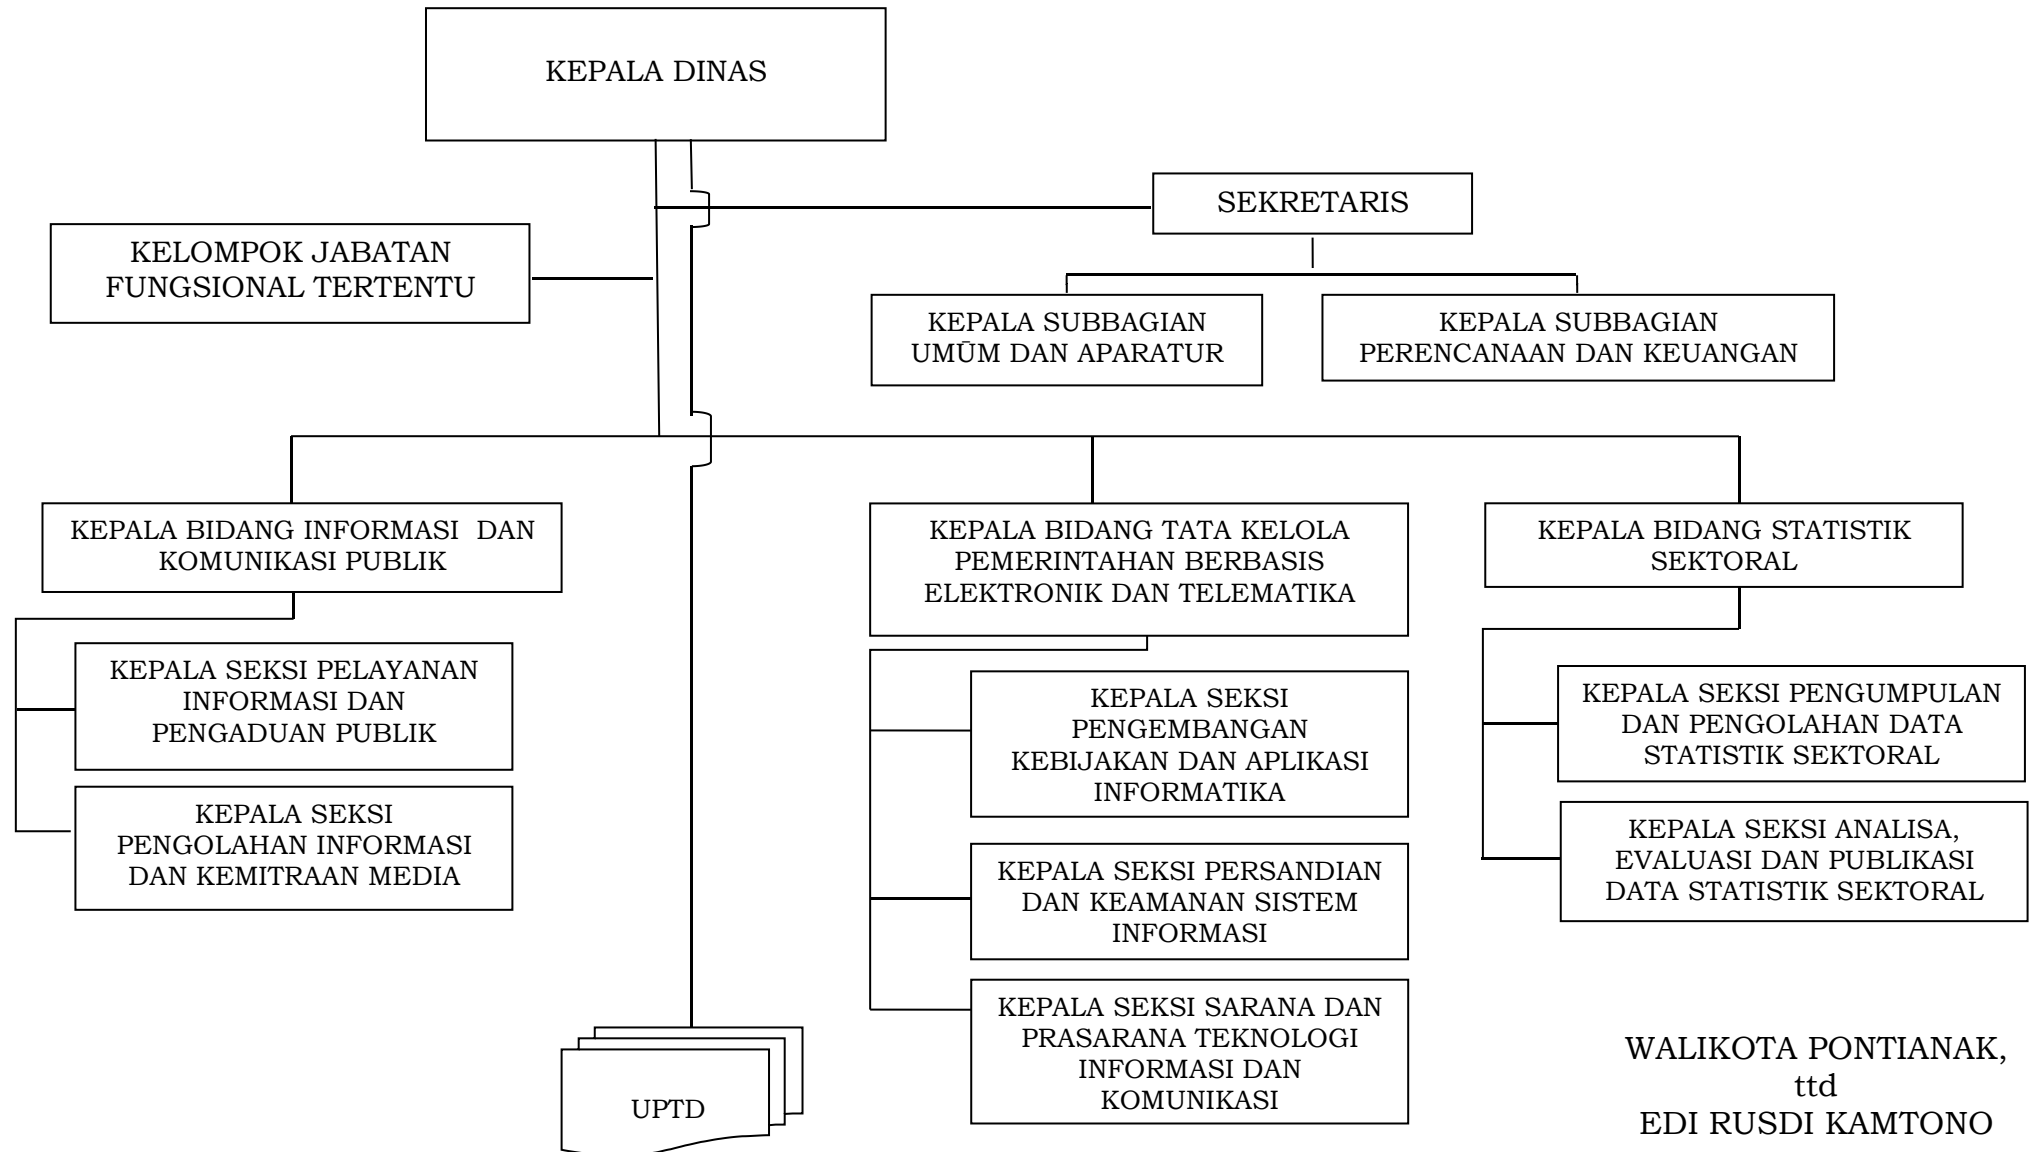 KEPALA DINAS
SEKRETARIS
KELOMPOK JABATAN
FUNGSIONAL TERTENTU
KEPALA SUBBAGIAN
UMŪM DAN APARATUR
KEPALA SUBBAGIAN
PERENCANAAN DAN KEUANGAN
KEPALA BIDANG INFORMASI DAN
KOMUNIKASI PUBLIK
KEPALA BIDANG TATA KELOLA
PEMERINTAHAN BERBASIS
ELEKTRONIK DAN TELEMATIKA
KEPALA BIDANG STATISTIK
SEKTORAL
KEPALA SEKSI PELAYANAN
INFORMASI DAN
PENGADUAN PUBLIK
KEPALA SEKSI
PENGOLAHAN INFORMASI
DAN KEMITRAAN MEDIA
KEPALA SEKSI
PENGEMBANGAN
KEBIJAKAN DAN APLIKASI
INFORMATIKA
KEPALA SEKSI PERSANDIAN
DAN KEAMANAN SISTEM
INFORMASI
KEPALA SEKSI SARANA DAN
PRASARANA TEKNOLOGI
INFORMASI DAN
KOMUNIKASI
KEPALA SEKSI PENGUMPULAN
DAN PENGOLAHAN DATA
STATISTIK SEKTORAL
KEPALA SEKSI ANALISA,
EVALUASI DAN PUBLIKASI
DATA STATISTIK SEKTORAL
UPTD
WALIKOTA PONTIANAK,
ttd
EDI RUSDI KAMTONO